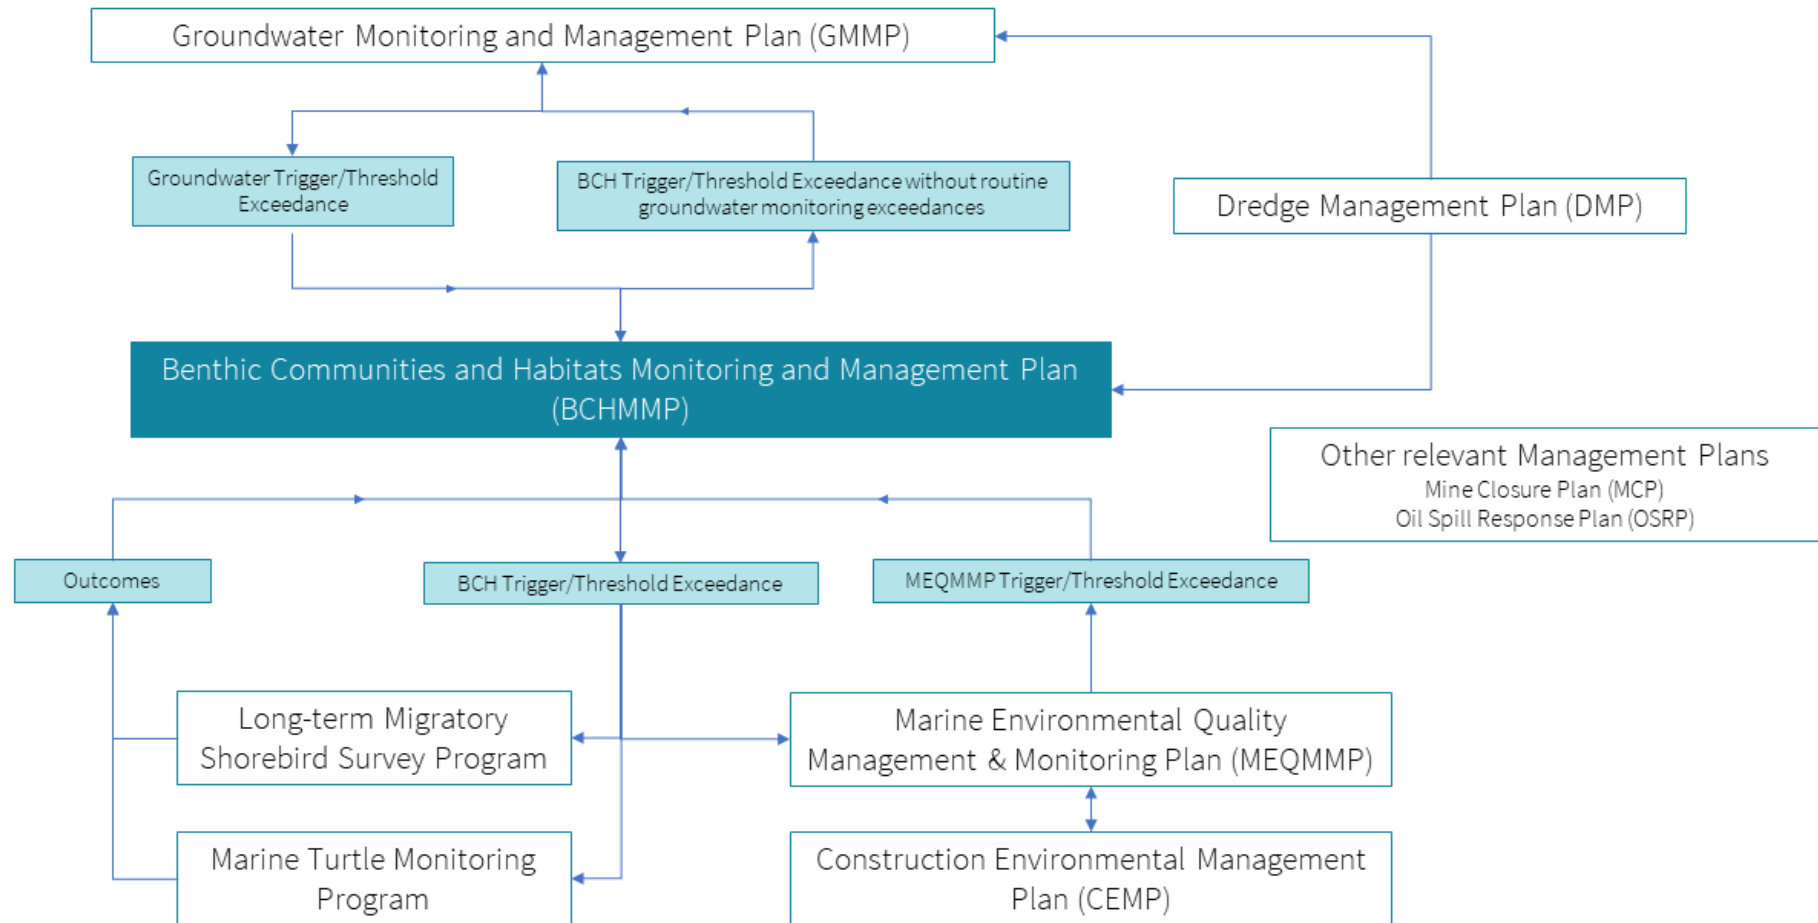 Groundwater Monitoring and Management Plan (GMMP)
Groundwater Trigger/Threshold
Exceedance
BCH Trigger/Threshold Exceedance without routine
groundwater monitoring exceedances
Dredge Management Plan (DMP)
Benthic Communities and Habitats Monitoring and Management Plan
(BCHMMP)
Other relevant Management Plans
Mine Closure Plan (MCP)
Oil Spill Response Plan (OSRP)
Outcomes
BCH Trigger/Threshold Exceedance
MEQMMP Trigger/Threshold Exceedance
Long-term Migratory
Shorebird Survey Program
Marine Environmental Quality
Management & Monitoring Plan (MEQMMP)
Marine Turtle Monitoring
Program
Construction Environmental Management
Plan (CEMP)